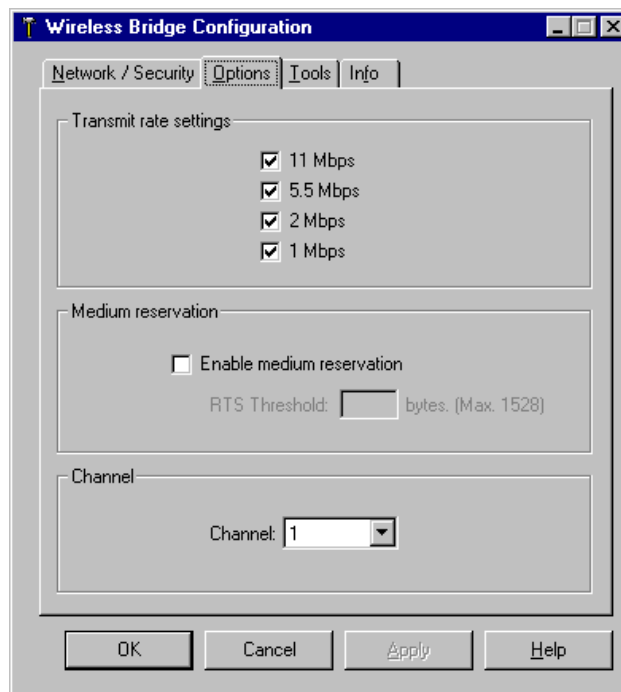 Wireless Bridge Configuration
Network / Security Options Tools Info
Transmit rate settings
11 Mbps
5.5 Mbps
2 Mbps
1 Mbps
Medium reservation
Enable medium reservation
RTS Threshold: bytes. (Max. 1528)
Channel
Channel: 1
OK Cancel Apply Help